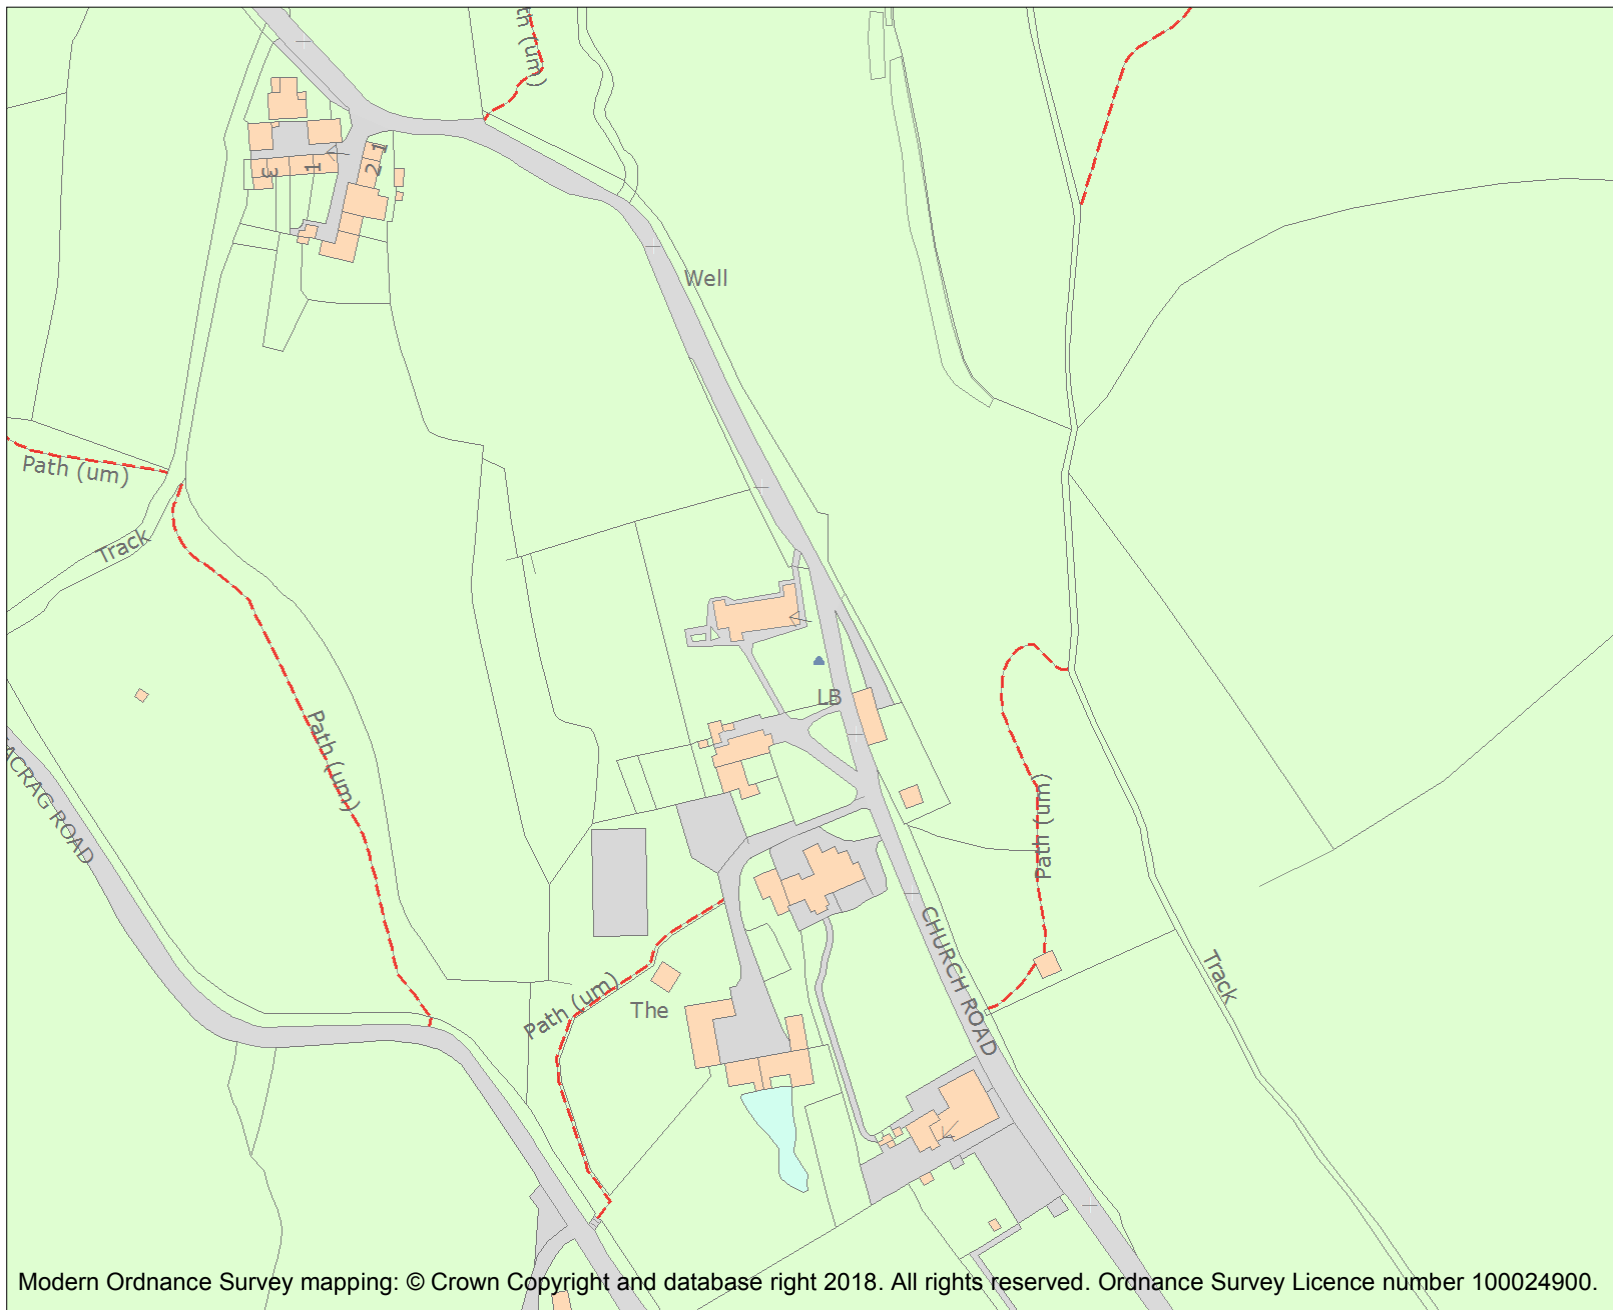 th (um)
1
2
1
3
Well
Path (um)
Track
Path (um)
LB
ACRAG ROAD
Path (um)
CHURCH ROAD
Track
Path (um)
The
Modern Ordnance Survey mapping: © Crown Copyright and database right 2018. All rights reserved. Ordnance Survey Licence number 100024900.